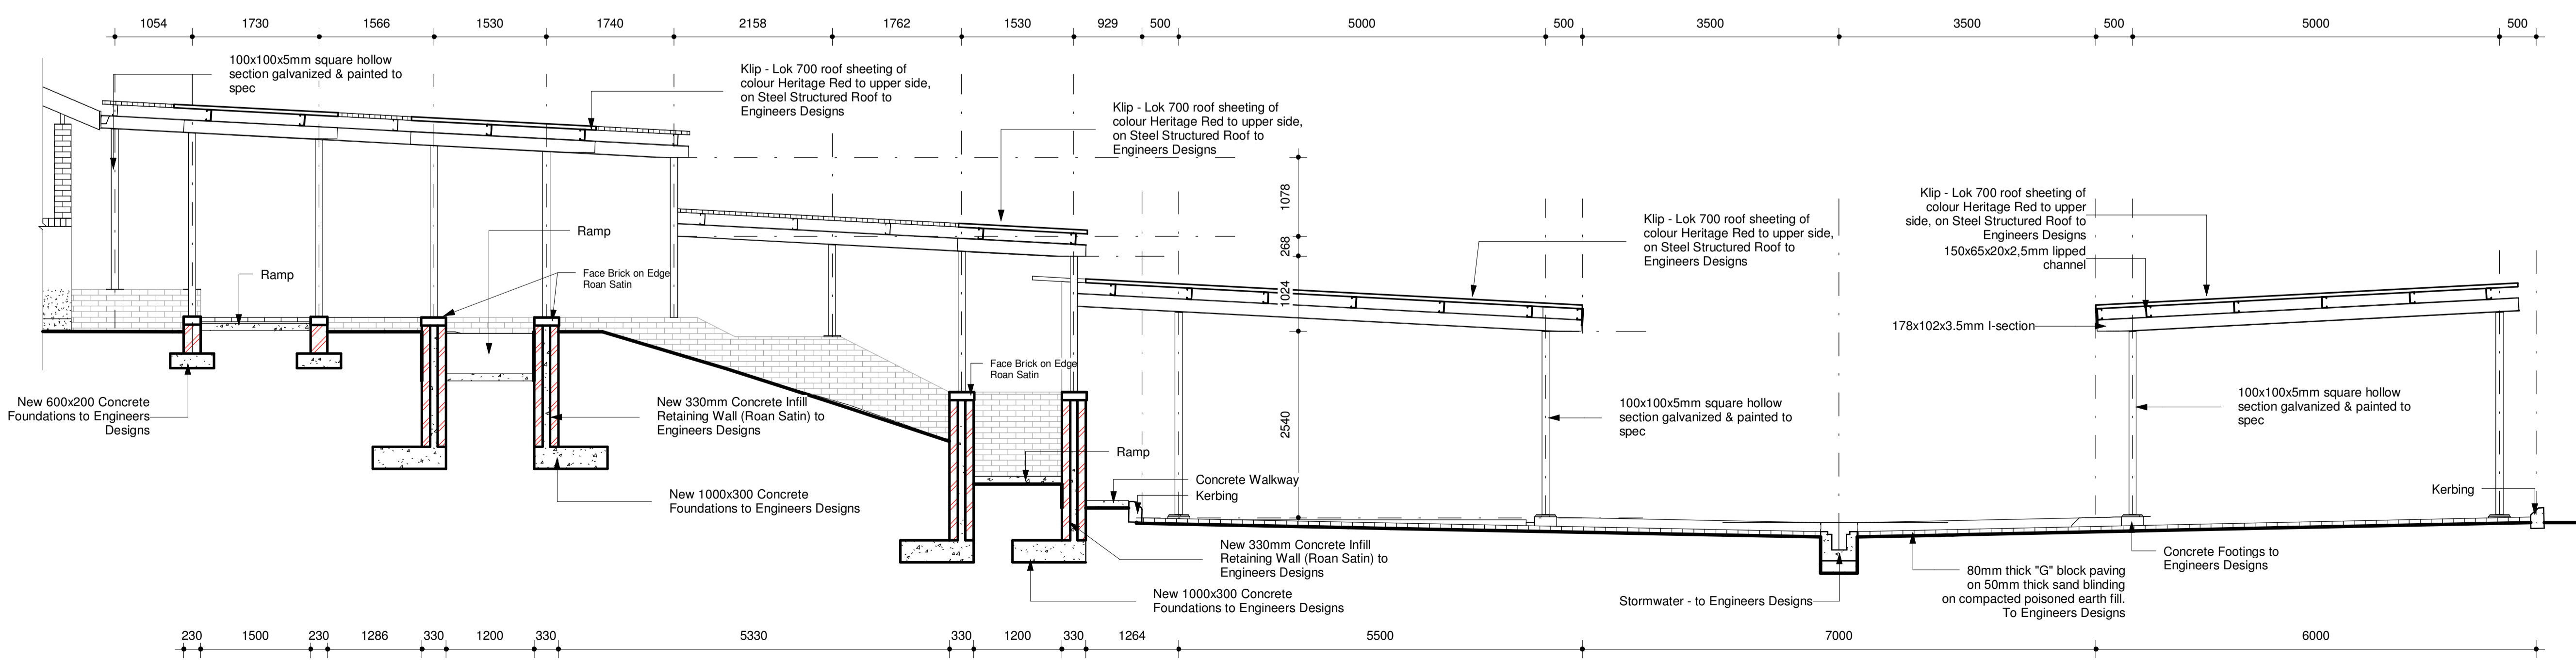 1054 1730 1566 1530 1740 2158 1762 1530 929 500 5000 500 3500 3500 500 5000 500
100x100x5mm square hollow
section galvanized & painted to
spec
Klip - Lok 700 roof sheeting of
colour Heritage Red to upper side,
on Steel Structured Roof to
Engineers Designs
Klip - Lok 700 roof sheeting of
colour Heritage Red to upper side,
on Steel Structured Roof to
Engineers Designs
1078
268
1024
2540
Klip - Lok 700 roof sheeting of
colour Heritage Red to upper side,
on Steel Structured Roof to
Engineers Designs
Klip - Lok 700 roof sheeting of
colour Heritage Red to upper
side, on Steel Structured Roof to
Engineers Designs
150x65x20x2,5mm lipped
channel
178x102x3.5mm I-section
Ramp
Ramp
Face Brick on Edge
Roan Satin
Face Brick on Edge
Roan Satin
New 600x200 Concrete
Foundations to Engineers
Designs
New 330mm Concrete Infill
Retaining Wall (Roan Satin) to
Engineers Designs
100x100x5mm square hollow
section galvanized & painted to
spec
100x100x5mm square hollow
section galvanized & painted to
spec
Ramp
Concrete Walkway
Kerbing
Kerbing
New 1000x300 Concrete
Foundations to Engineers Designs
New 330mm Concrete Infill
Retaining Wall (Roan Satin) to
Engineers Designs
New 1000x300 Concrete
Foundations to Engineers Designs
Stormwater - to Engineers Designs
80mm thick "G" block paving
on 50mm thick sand blinding
on compacted poisoned earth fill.
To Engineers Designs
Concrete Footings to
Engineers Designs
230 1500 230 1286 330 1200 330 5330 330 1200 330 1264 5500 7000 6000